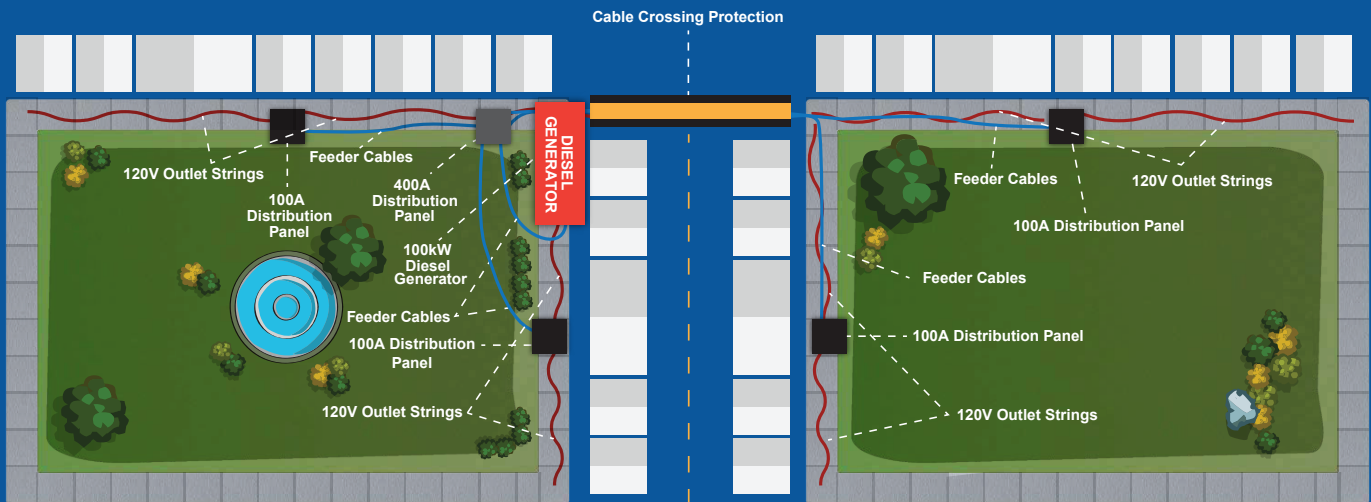 Cable Crossing Protection
DIESEL
GENERATOR
Feeder Cables
120V Outlet Strings
100A
Distribution
Panel
400A
Distribution
Panel
100kW
Diesel
Generator
Feeder Cables
100A Distribution
Panel
120V Outlet Strings
Feeder Cables
120V Outlet Strings
100A Distribution Panel
Feeder Cables
100A Distribution Panel
120V Outlet Strings